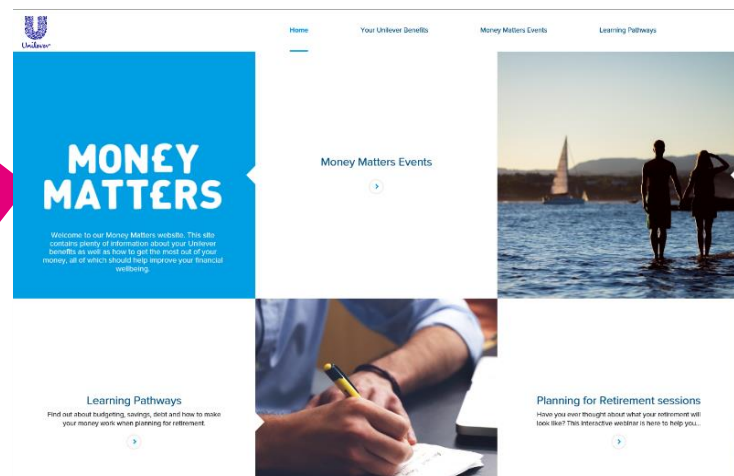 Unilever
Home
Your Unilever Benefits
Money Matters Events
Learning Pathways
MON£Y
MATT£RS
Welcome to our Money Matters website. This site
contains plenty of information about your Unilever
benefits as well as how to get the most out of your
money, all of which should help improve your financial
wellbeing.
Money Matters Events
Learning Pathways
Find out about budgeting, savings, debt and how to make
your money work when planning for retirement.
Planning for Retirement sessions
Have you ever thought about what your retirement will
look like? This interactive webinar is here to help you...